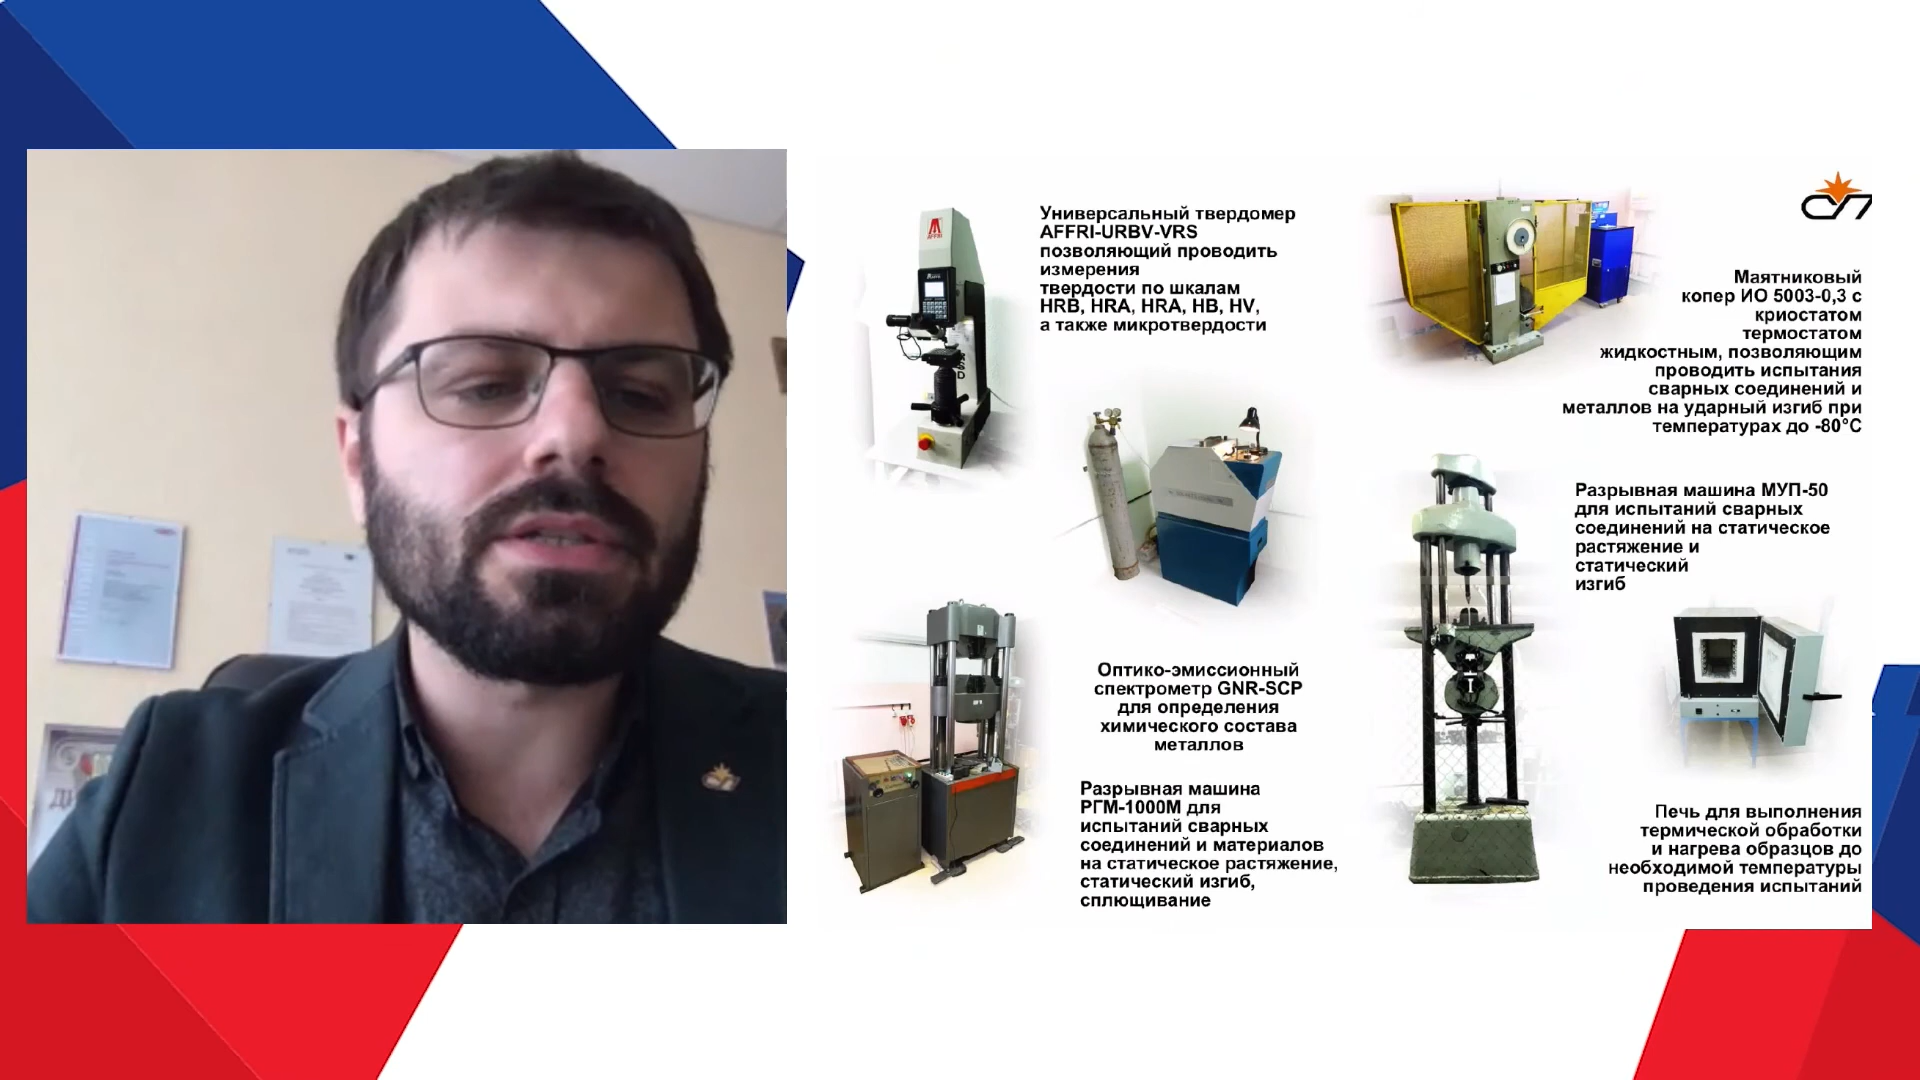 Универсальный твердомер
AFFRI-URBV-VRS
позволяющий проводить
измерения
твердости по шкалам
HRB, HRA, HRA, HB, HV,
а также микротвердости
Маятниковый
копер ИО 5003-0,3 с
криостатом
термостатом
жидкостным, позволяющим
проводить испытания
сварных соединений и
металлов на ударный изгиб при
температурах до -80°С
Разрывная машина МУП-50
для испытаний сварных
соединений на статическое
растяжение и
статический
изгиб
Оптико-эмиссионный
спектрометр GNR-SCP
для определения
химического состава
металлов
Разрывная машина
РГМ-1000М для
испытаний сварных
соединений и материалов
на статическое растяжение,
статический изгиб,
сплющивание
Печь для выполнения
термической обработки
и нагрева образцов до
необходимой температуры
проведения испытаний
AFFRI